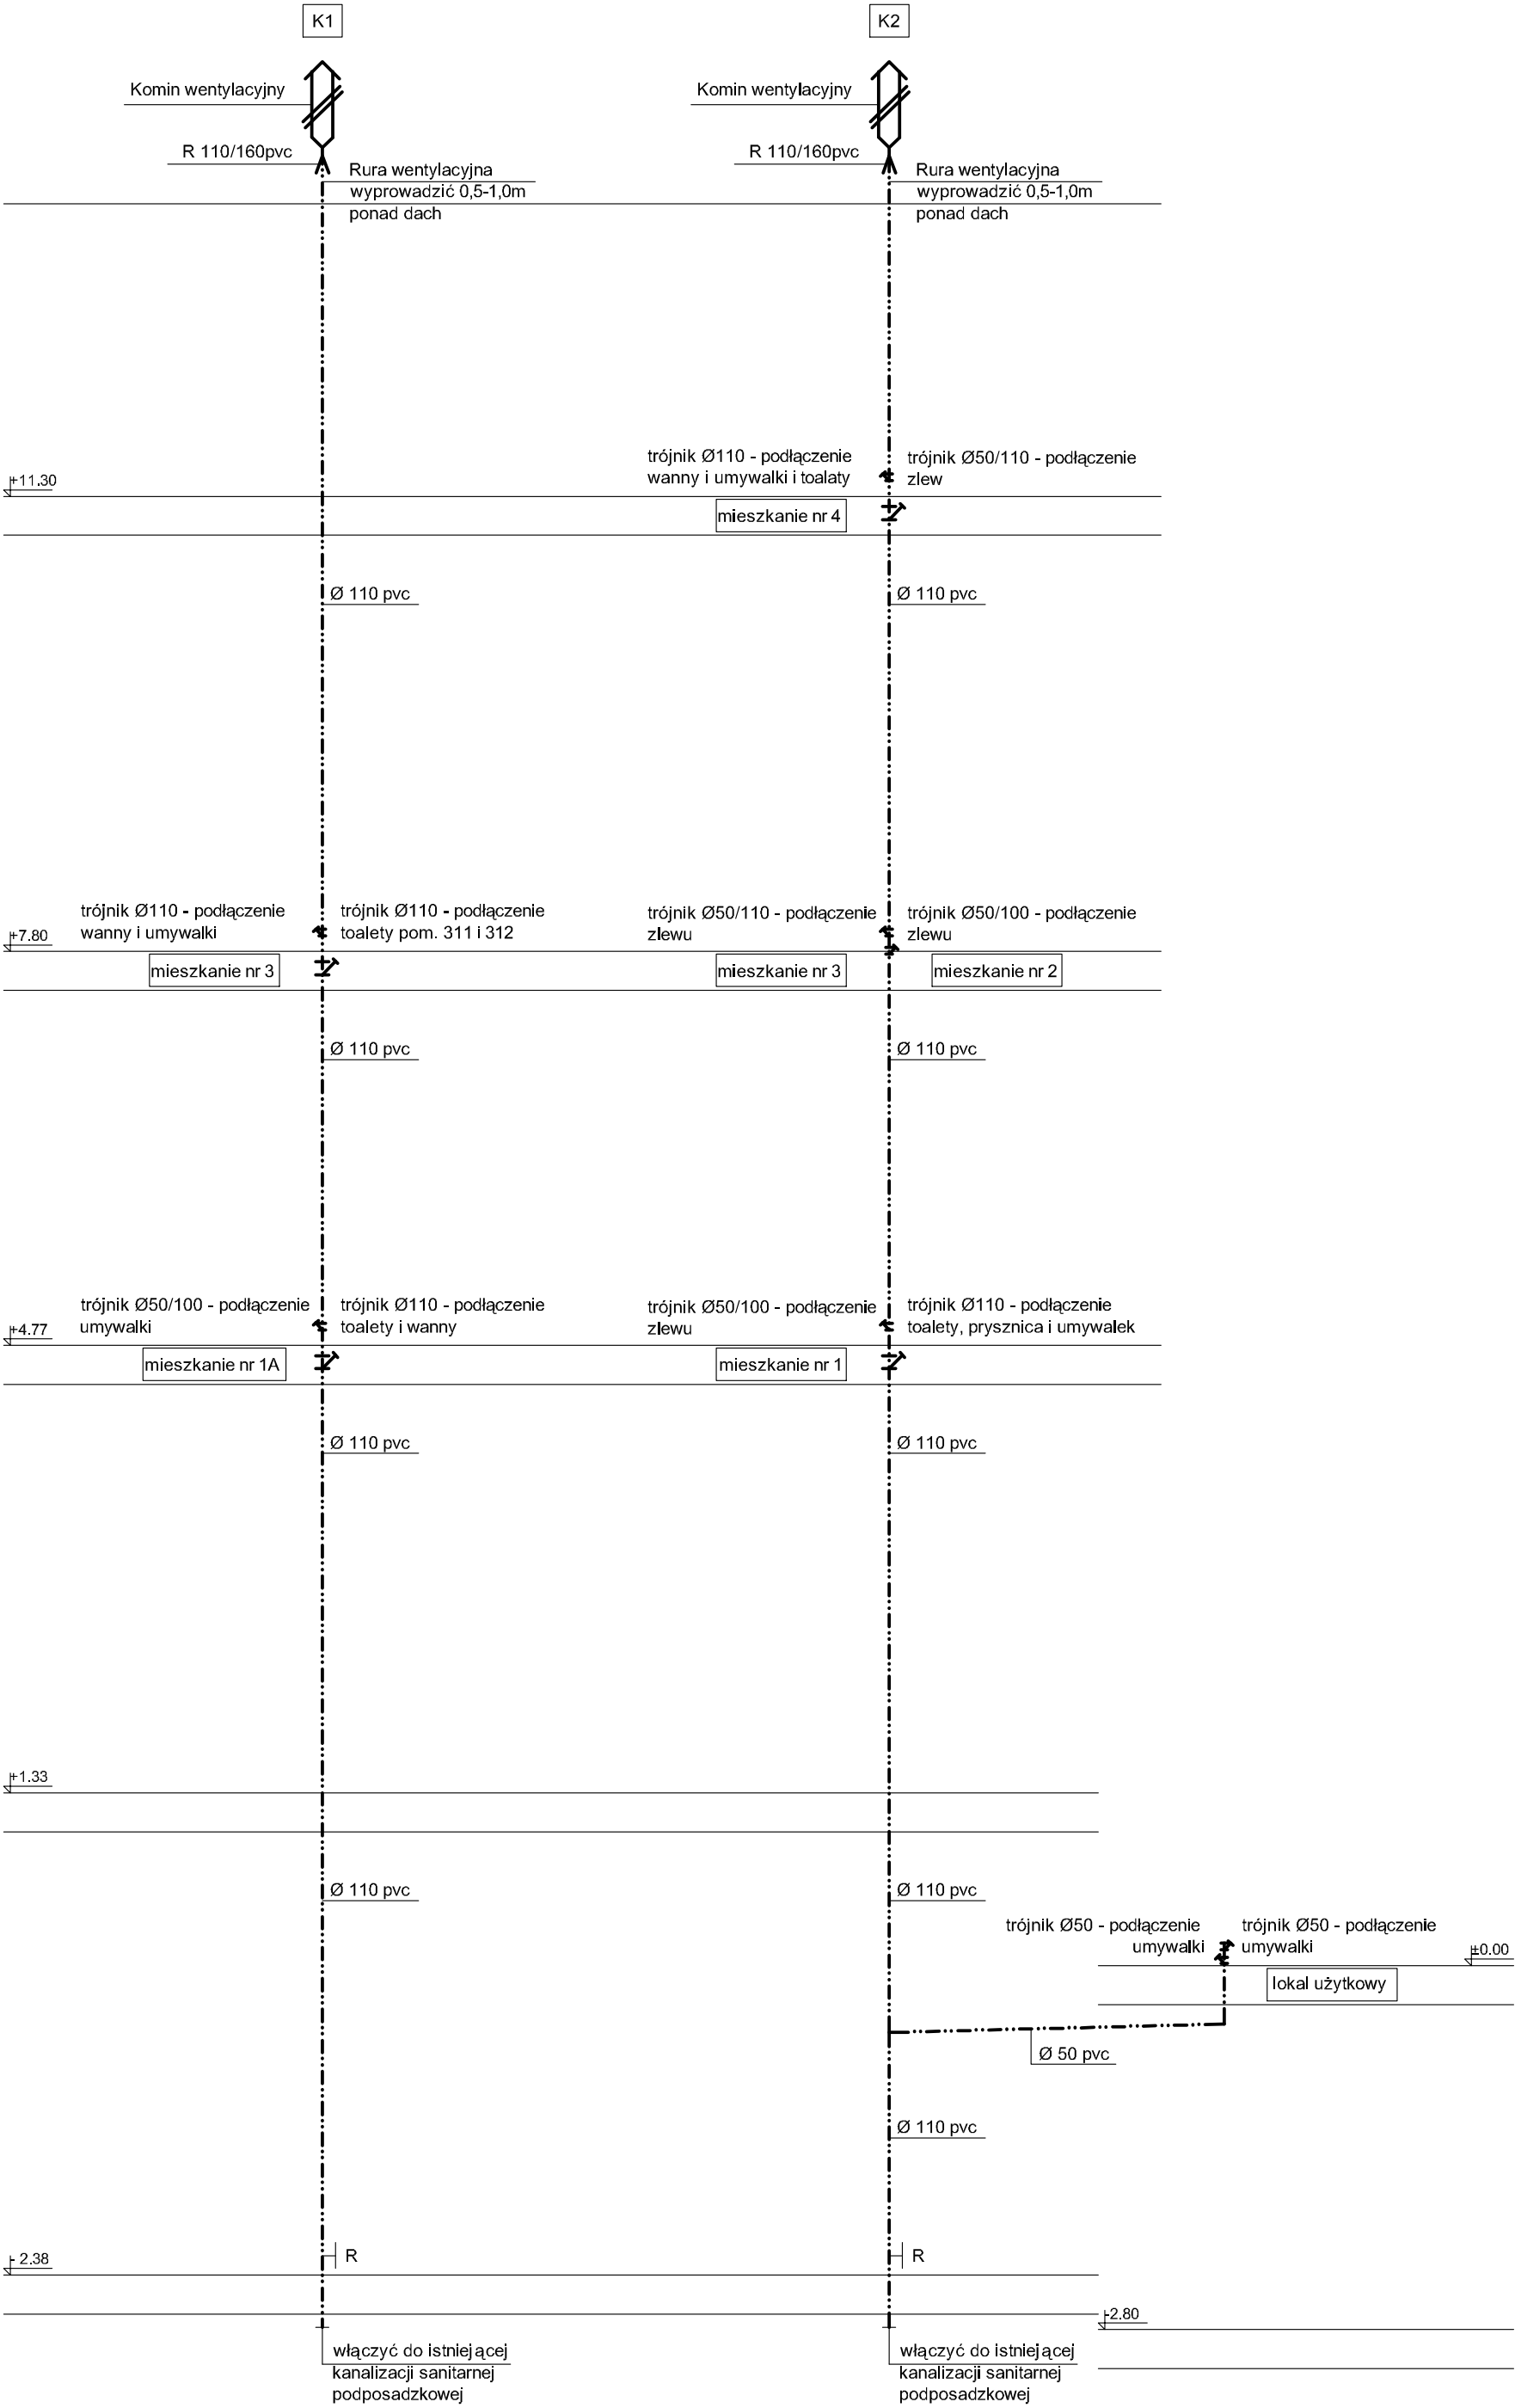 K1
K2
Komin wentylacyjny
Komin wentylacyjny
R 110/160pvc
R 110/160pvc
Rura wentylacyjna
wyprowadzić 0,5-1,0m
ponad dach
Rura wentylacyjna
wyprowadzić 0,5-1,0m
ponad dach
trójnik Ø110 - podłączenie
wanny i umywalki i toalaty
trójnik Ø50/110 - podłączenie
zlew
+11.30
mieszkanie nr 4
Ø 110 pvc
Ø 110 pvc
trójnik Ø110 - podłączenie
wanny i umywalki
trójnik Ø110 - podłączenie
toalety pom. 311 i 312
trójnik Ø50/110 - podłączenie
zlewu
trójnik Ø50/100 - podłączenie
zlewu
+7.80
mieszkanie nr 3
mieszkanie nr 3
mieszkanie nr 2
Ø 110 pvc
Ø 110 pvc
trójnik Ø50/100 - podłączenie
umywalki
trójnik Ø110 - podłączenie
toalety i wanny
trójnik Ø50/100 - podłączenie
zlewu
trójnik Ø110 - podłączenie
toalety, prysznica i umywalek
+4.77
mieszkanie nr 1A
mieszkanie nr 1
Ø 110 pvc
Ø 110 pvc
+1.33
Ø 110 pvc
Ø 110 pvc
trójnik Ø50 - podłączenie
umywalki
trójnik Ø50 - podłączenie
umywalki
±0.00
lokal użytkowy
Ø 50 pvc
Ø 110 pvc
R
R
- 2.38
-2.80
włączyć do istniejącej
kanalizacji sanitarnej
podposadzkowej
włączyć do istniejącej
kanalizacji sanitarnej
podposadzkowej